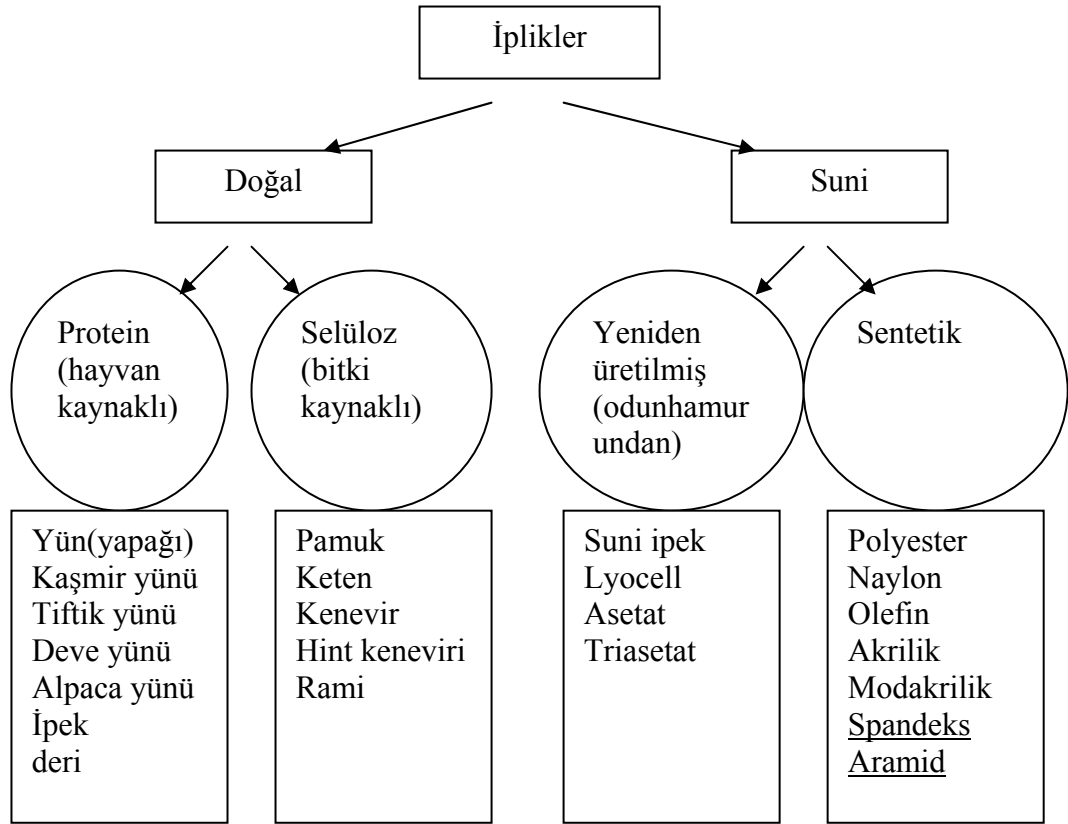 İplikler
Doğal
Suni
Protein
(hayvan
kaynaklı)
Selüloz
(bitki
kaynaklı)
Yeniden
üretilmiş
(odunhamur
undan)
Sentetik
Yün(yapağı)
Kaşmir yünü
Tiftik yünü
Deve yünü
Alpaca yünü
İpek
deri
Pamuk
Keten
Kenevir
Hint keneviri
Rami
Suni ipek
Lyocell
Asetat
Triasetat
Polyester
Naylon
Olefin
Akrilik
Modakrilik
Spandeks
Aramid